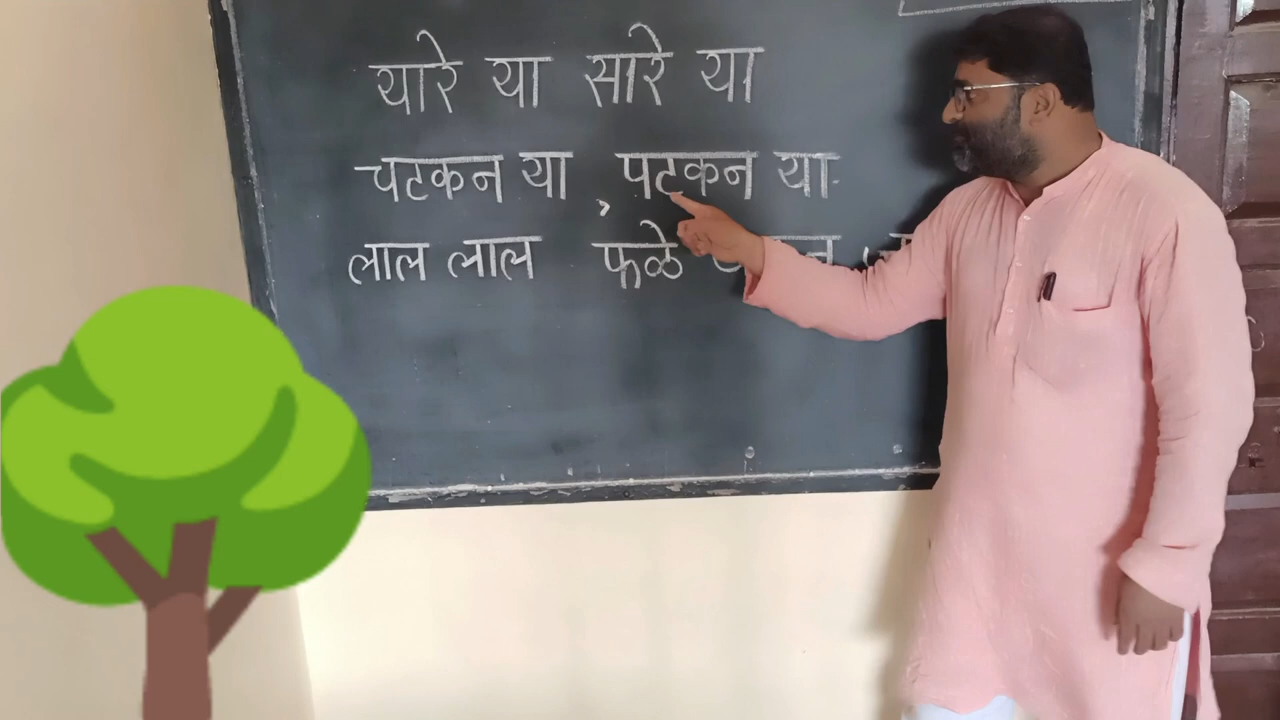 यारे या सारे या
चटकन या, पटकन या
लाल लाल फळे